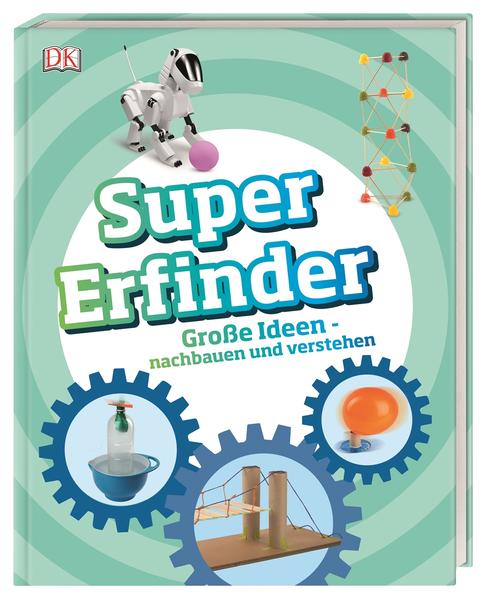 DK
Super
Erfinder
Große Ideen -
nachbauen und verstehen